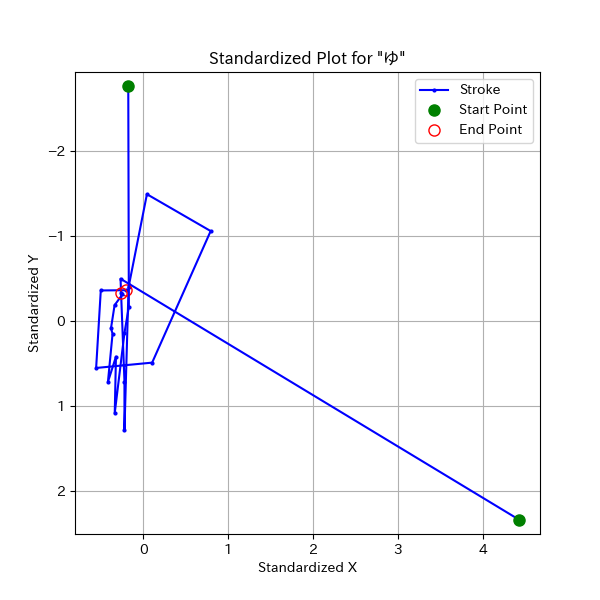 Standardized Plot for "ゆ"
Stroke
Start Point
End Point
Standardized Y
−2
−1
0
1
2
0 1 2 3 4
Standardized X